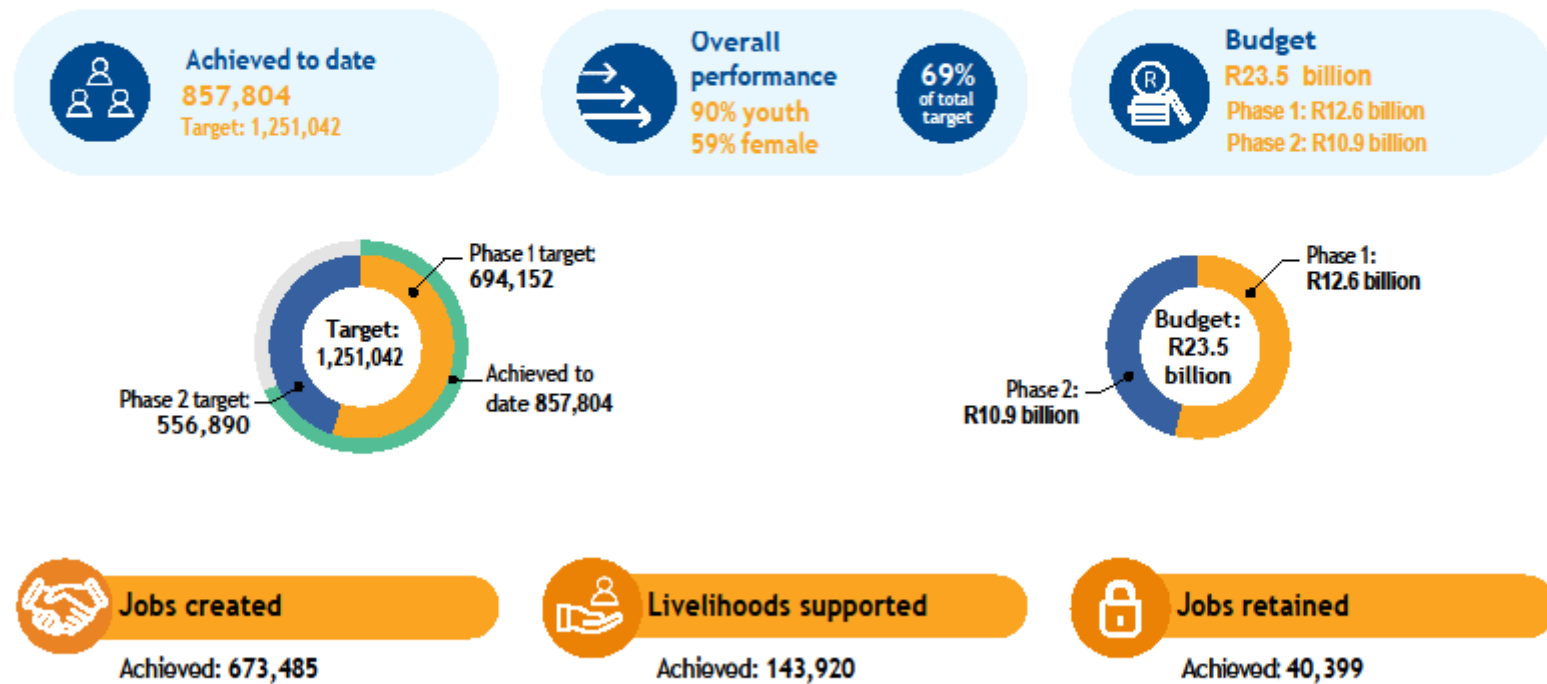 Achieved to date
857,804
Target: 1,251,042
Overall
performance
90% youth
59% female
69%
of total
target
Budget
R23.5 billion
Phase 1: R12.6 billion
Phase 2: R10.9 billion
Phase 1 target:
694,152
Target:
1,251,042
Achieved to
date 857,804
Phase 2 target:
556,890
Phase 1:
R12.6 billion
Budget:
R23.5
billion
Phase 2:
R10.9 billion
Jobs created
Achieved: 673,485
Livelihoods supported
Achieved: 143,920
Jobs retained
Achieved: 40,399
R